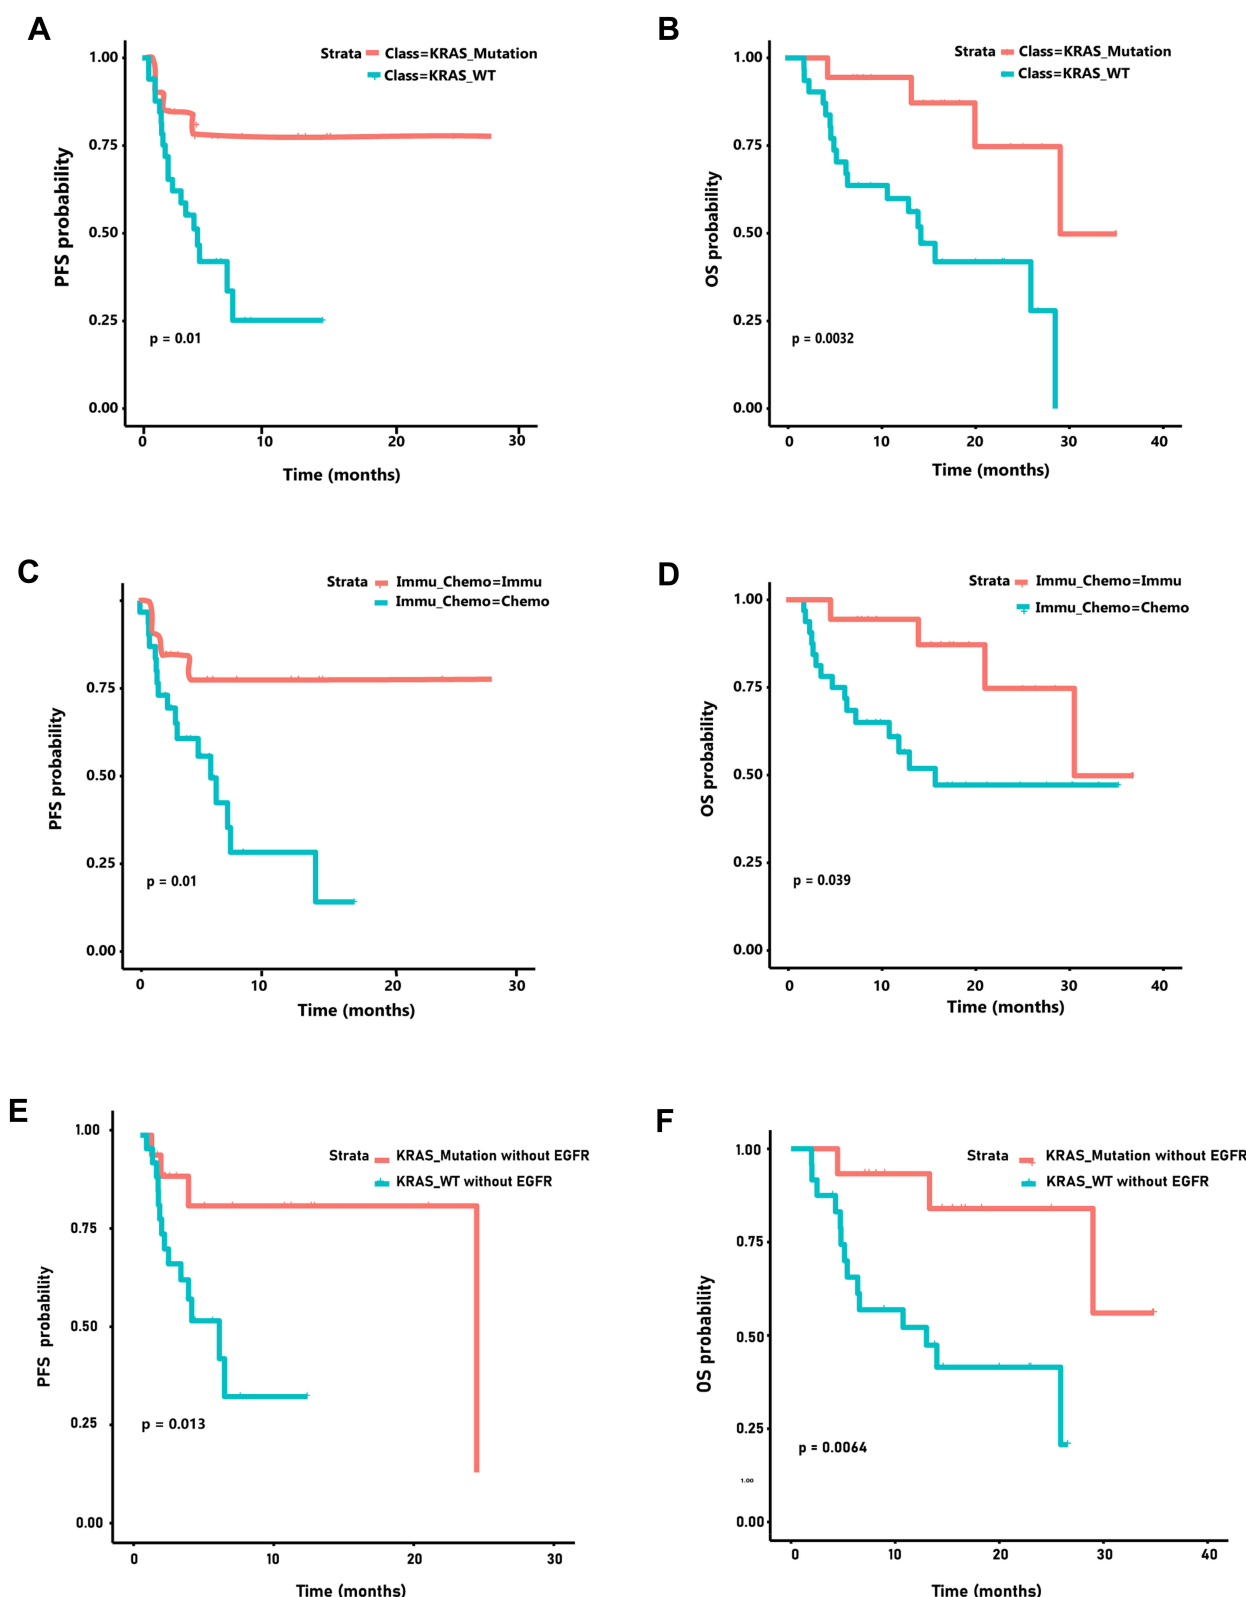 A
Strata Class=KRAS_Mutation
Class=KRAS_WT
1.00
0.75
0.50
0.25
0.00
PFS probability
p = 0.01
0 10 20 30
Time (months)
B
Strata Class=KRAS_Mutation
Class=KRAS_WT
1.00
0.75
0.50
0.25
0.00
OS probability
p = 0.0032
0 10 20 30 40
Time (months)
C
Strata Immu_Chemo=Immu
Immu_Chemo=Chemo
0.75
0.50
0.25
0.00
PFS probability
p = 0.01
0 10 20 30
Time (months)
D
Strata Immu_Chemo=Immu
Immu_Chemo=Chemo
1.00
0.75
0.50
0.25
0.00
OS probability
p = 0.039
0 10 20 30 40
Time (months)
E
Strata KRAS_Mutation without EGFR
KRAS_WT without EGFR
1.00
0.75
0.50
0.25
0.00
PFS probability
p = 0.013
0 10 20 30
Time (months)
F
Strata KRAS_Mutation without EGFR
KRAS_WT without EGFR
1.00
0.75
0.50
0.25
1.00
0.00
OS probability
p = 0.0064
0 10 20 30 40
Time (months)